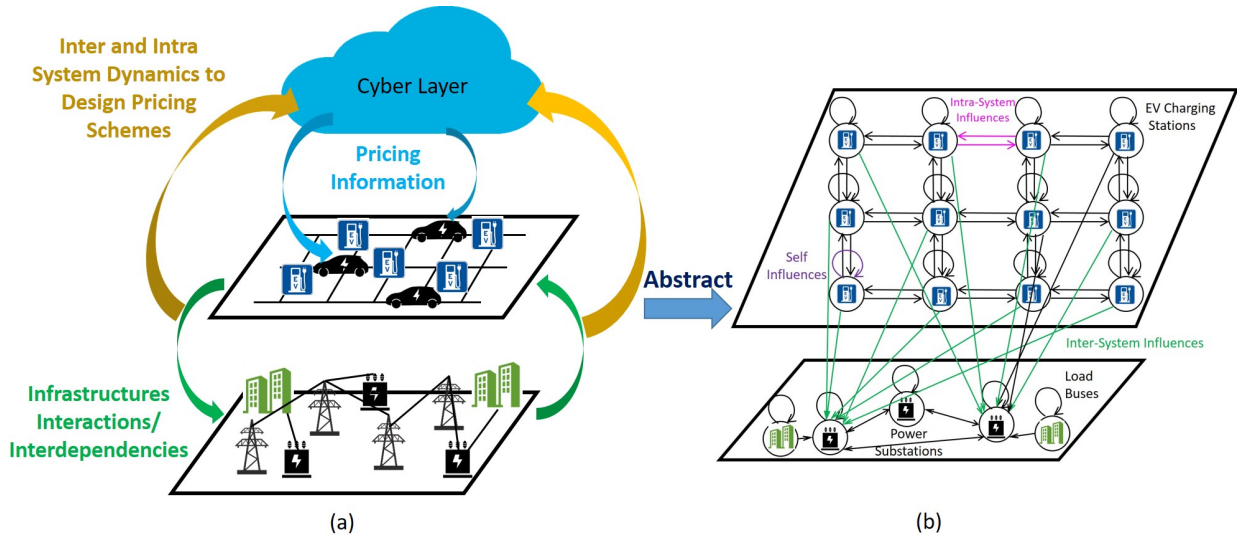 Inter and Intra
System Dynamics to
Design Pricing
Schemes
Cyber Layer
Pricing
Information
E
V
E
V
E
V
E
V
E
V
Infrastructures
Interactions/
Interdependencies
(a)
Abstract
Intra-System
Influences
EV Charging
Stations
Self
Influences
Inter-System Influences
Load
Buses
Power
Substations
(b)